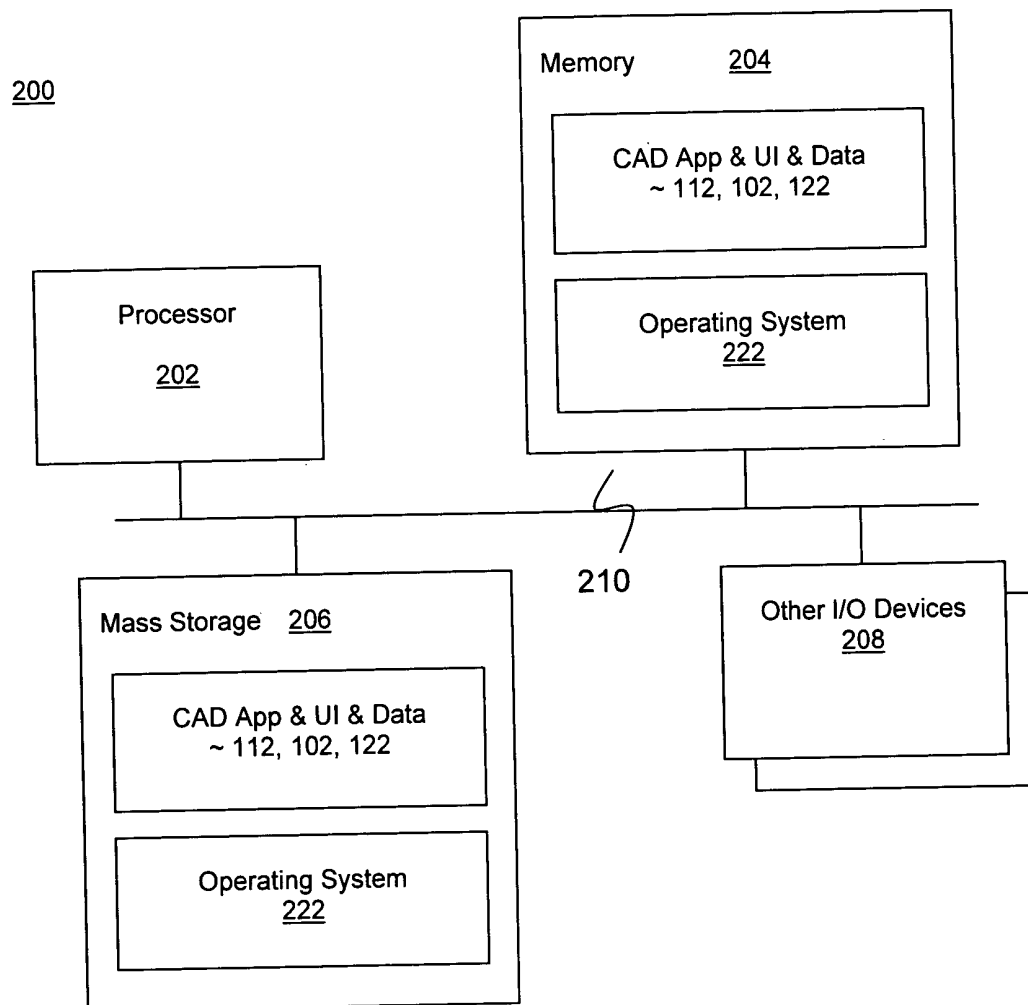 200
Memory 204
CAD App & UI & Data
~ 112, 102, 122
Operating System
222
Processor
202
210
Mass Storage 206
CAD App & UI & Data
~ 112, 102, 122
Operating System
222
Other I/O Devices
208